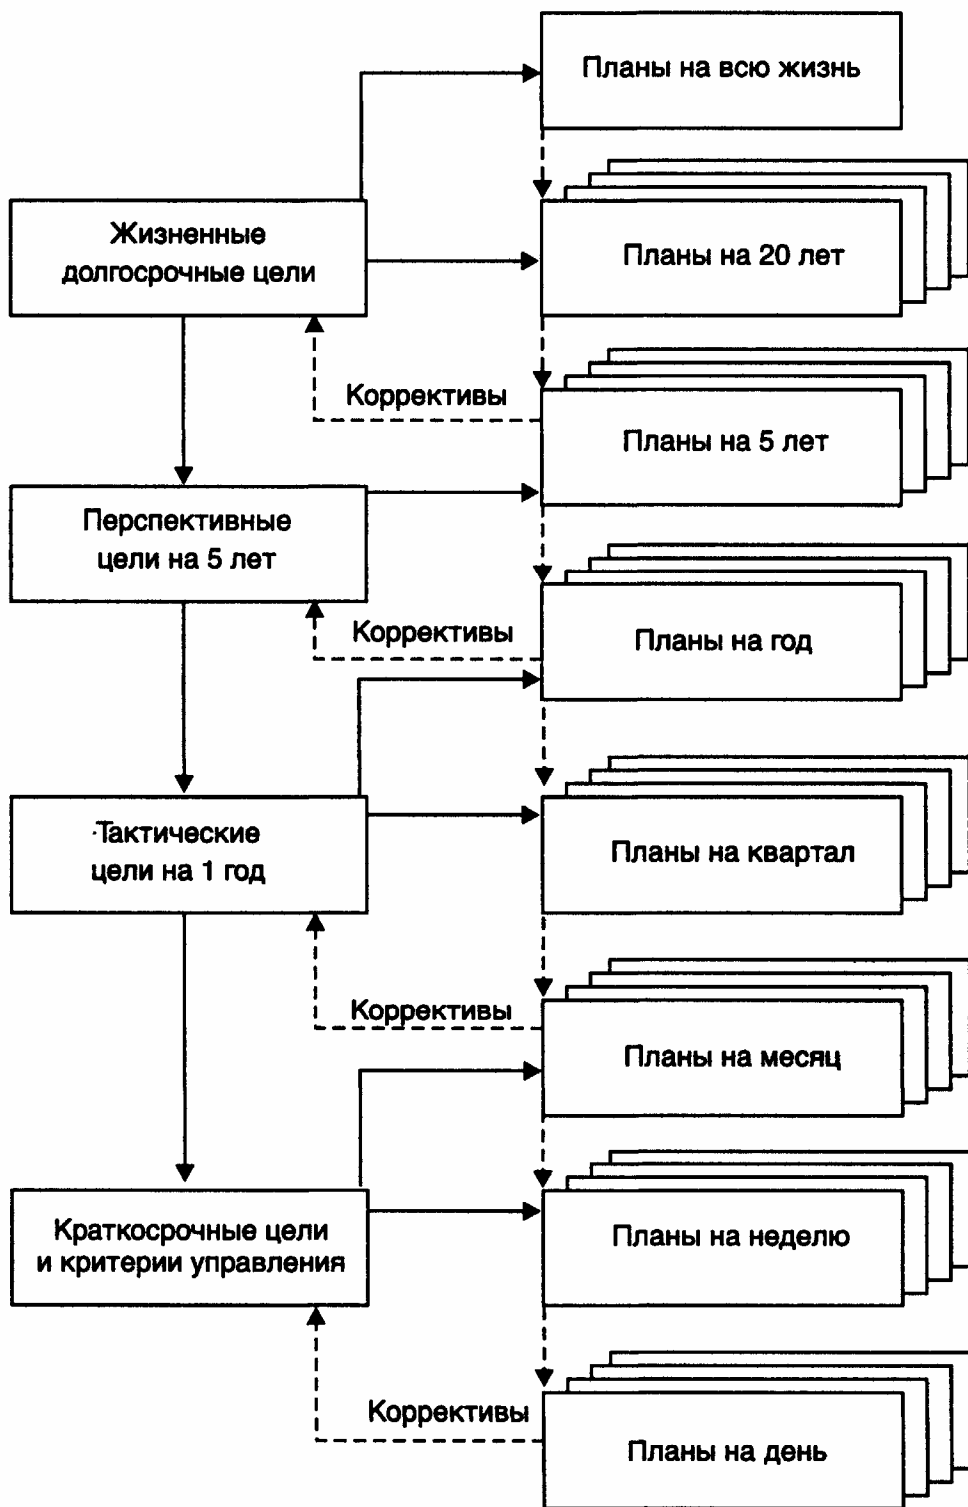 Планы на всю жизнь
Жизненные
долгосрочные цели
Планы на 20 лет
Коррективы
Планы на 5 лет
Перспективные
цели на 5 лет
Коррективы
Планы на год
Тактические
цели на 1 год
Планы на квартал
Коррективы
Планы на месяц
Краткосрочные цели
и критерии управления
Планы на неделю
Коррективы
Планы на день